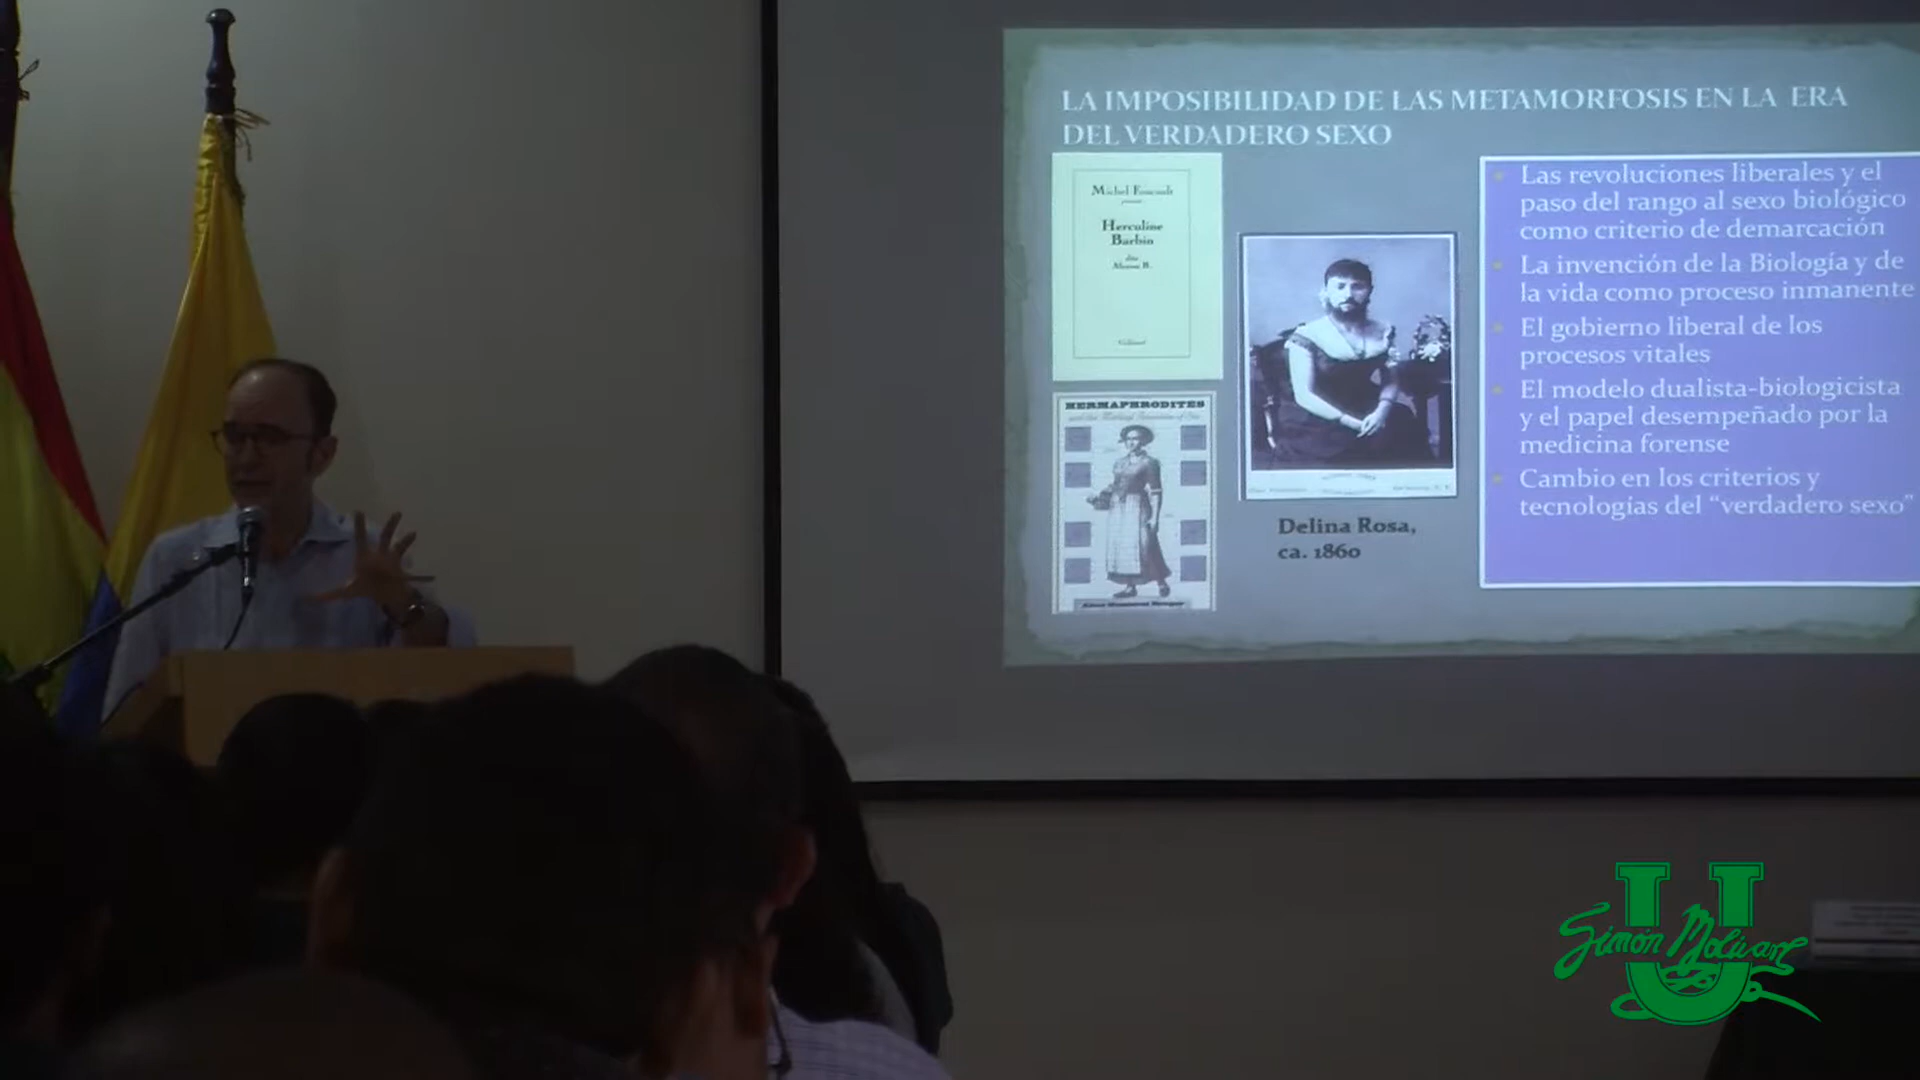 LA IMPOSIBILIDAD DE LAS METAMORFOSIS EN LA ERA
DEL VERDADERO SEXO
Michel Foucault
Herculine
Barbin
dite
Alexina B.
Gallimard
HERMAPHRODITES
Delina Rosa,
ca. 1860
Las revoluciones liberales y el
paso del rango al sexo biológico
como criterio de demarcación
La invención de la Biología y de
la vida como proceso inmanente
El gobierno liberal de los
procesos vitales
El modelo dualista-biologicista
y el papel desempeñado por la
medicina forense
Cambio en los criterios y
tecnologías del “verdadero sexo”
U
Simón Bolívar